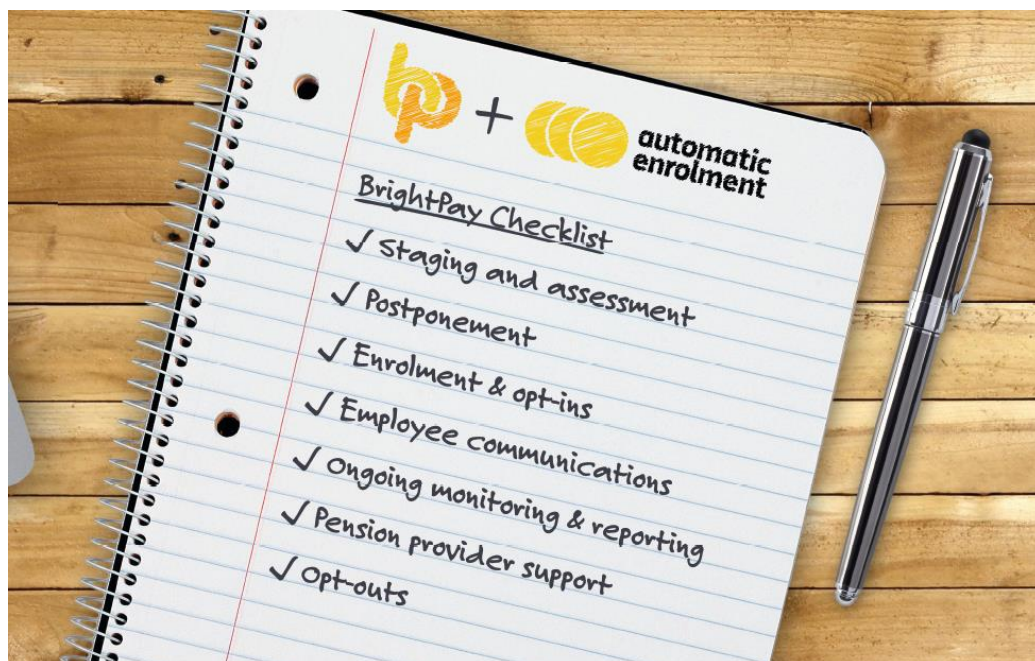 bp + automatic
enrolment
BrightPay Checklist
✓ Staging and assessment
✓ Postponement
✓ Enrolment & opt-ins
✓ Employee communications
✓ Ongoing monitoring & reporting
✓ Pension provider support
✓ Opt-outs